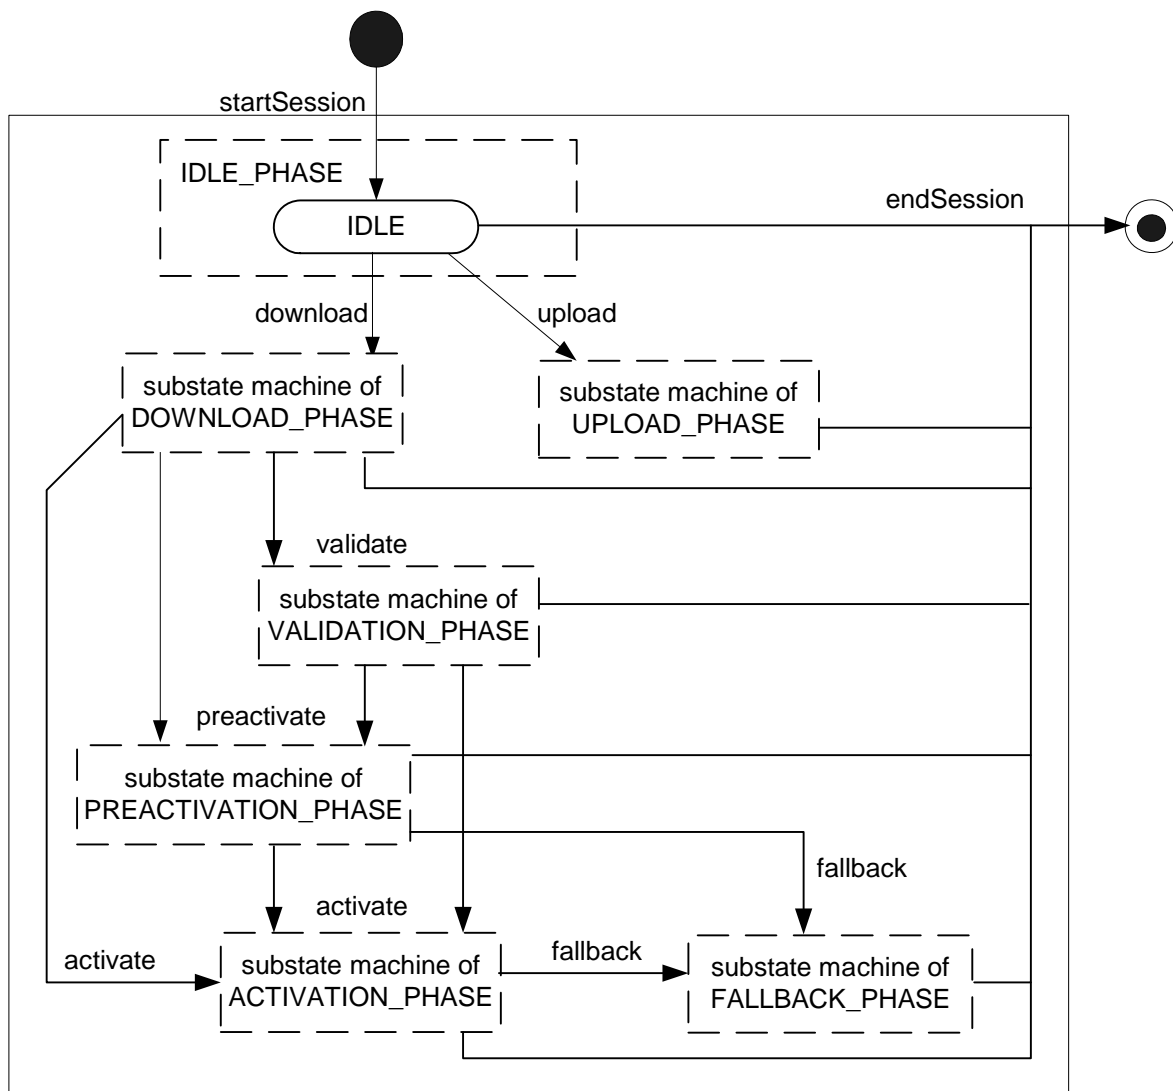 startSession
IDLE_PHASE
endSession
IDLE
download
upload
substate machine of
DOWNLOAD_PHASE
substate machine of
UPLOAD_PHASE
validate
substate machine of
VALIDATION_PHASE
preactivate
substate machine of
PREACTIVATION_PHASE
fallback
activate
activate
fallback
substate machine of
ACTIVATION_PHASE
substate machine of
FALLBACK_PHASE